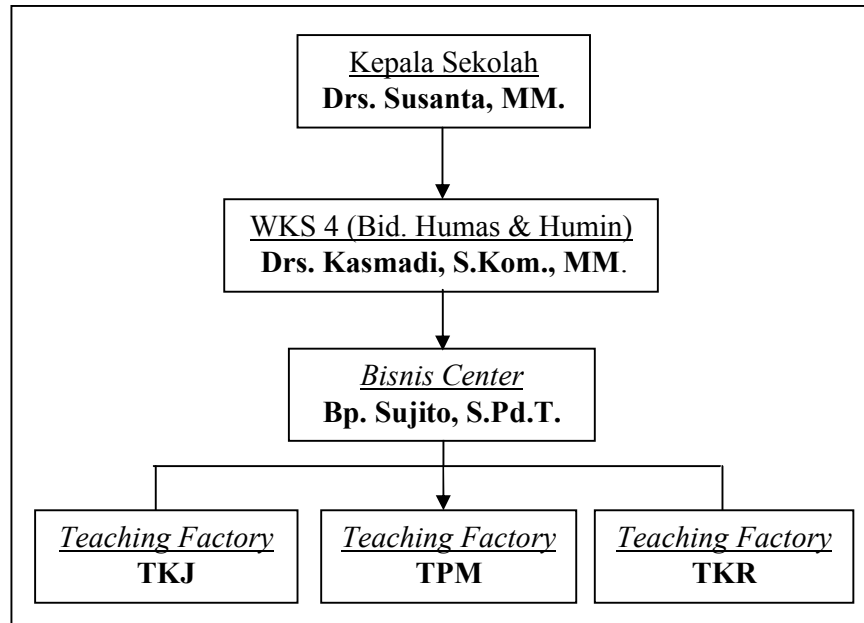 Kepala Sekolah
Drs. Susanta, MM.
WKS 4 (Bid. Humas & Humin)
Drs. Kasmadi, S.Kom., MM.
Bisnis Center
Bp. Sujito, S.Pd.T.
Teaching Factory
TKJ
Teaching Factory
TPM
Teaching Factory
TKR